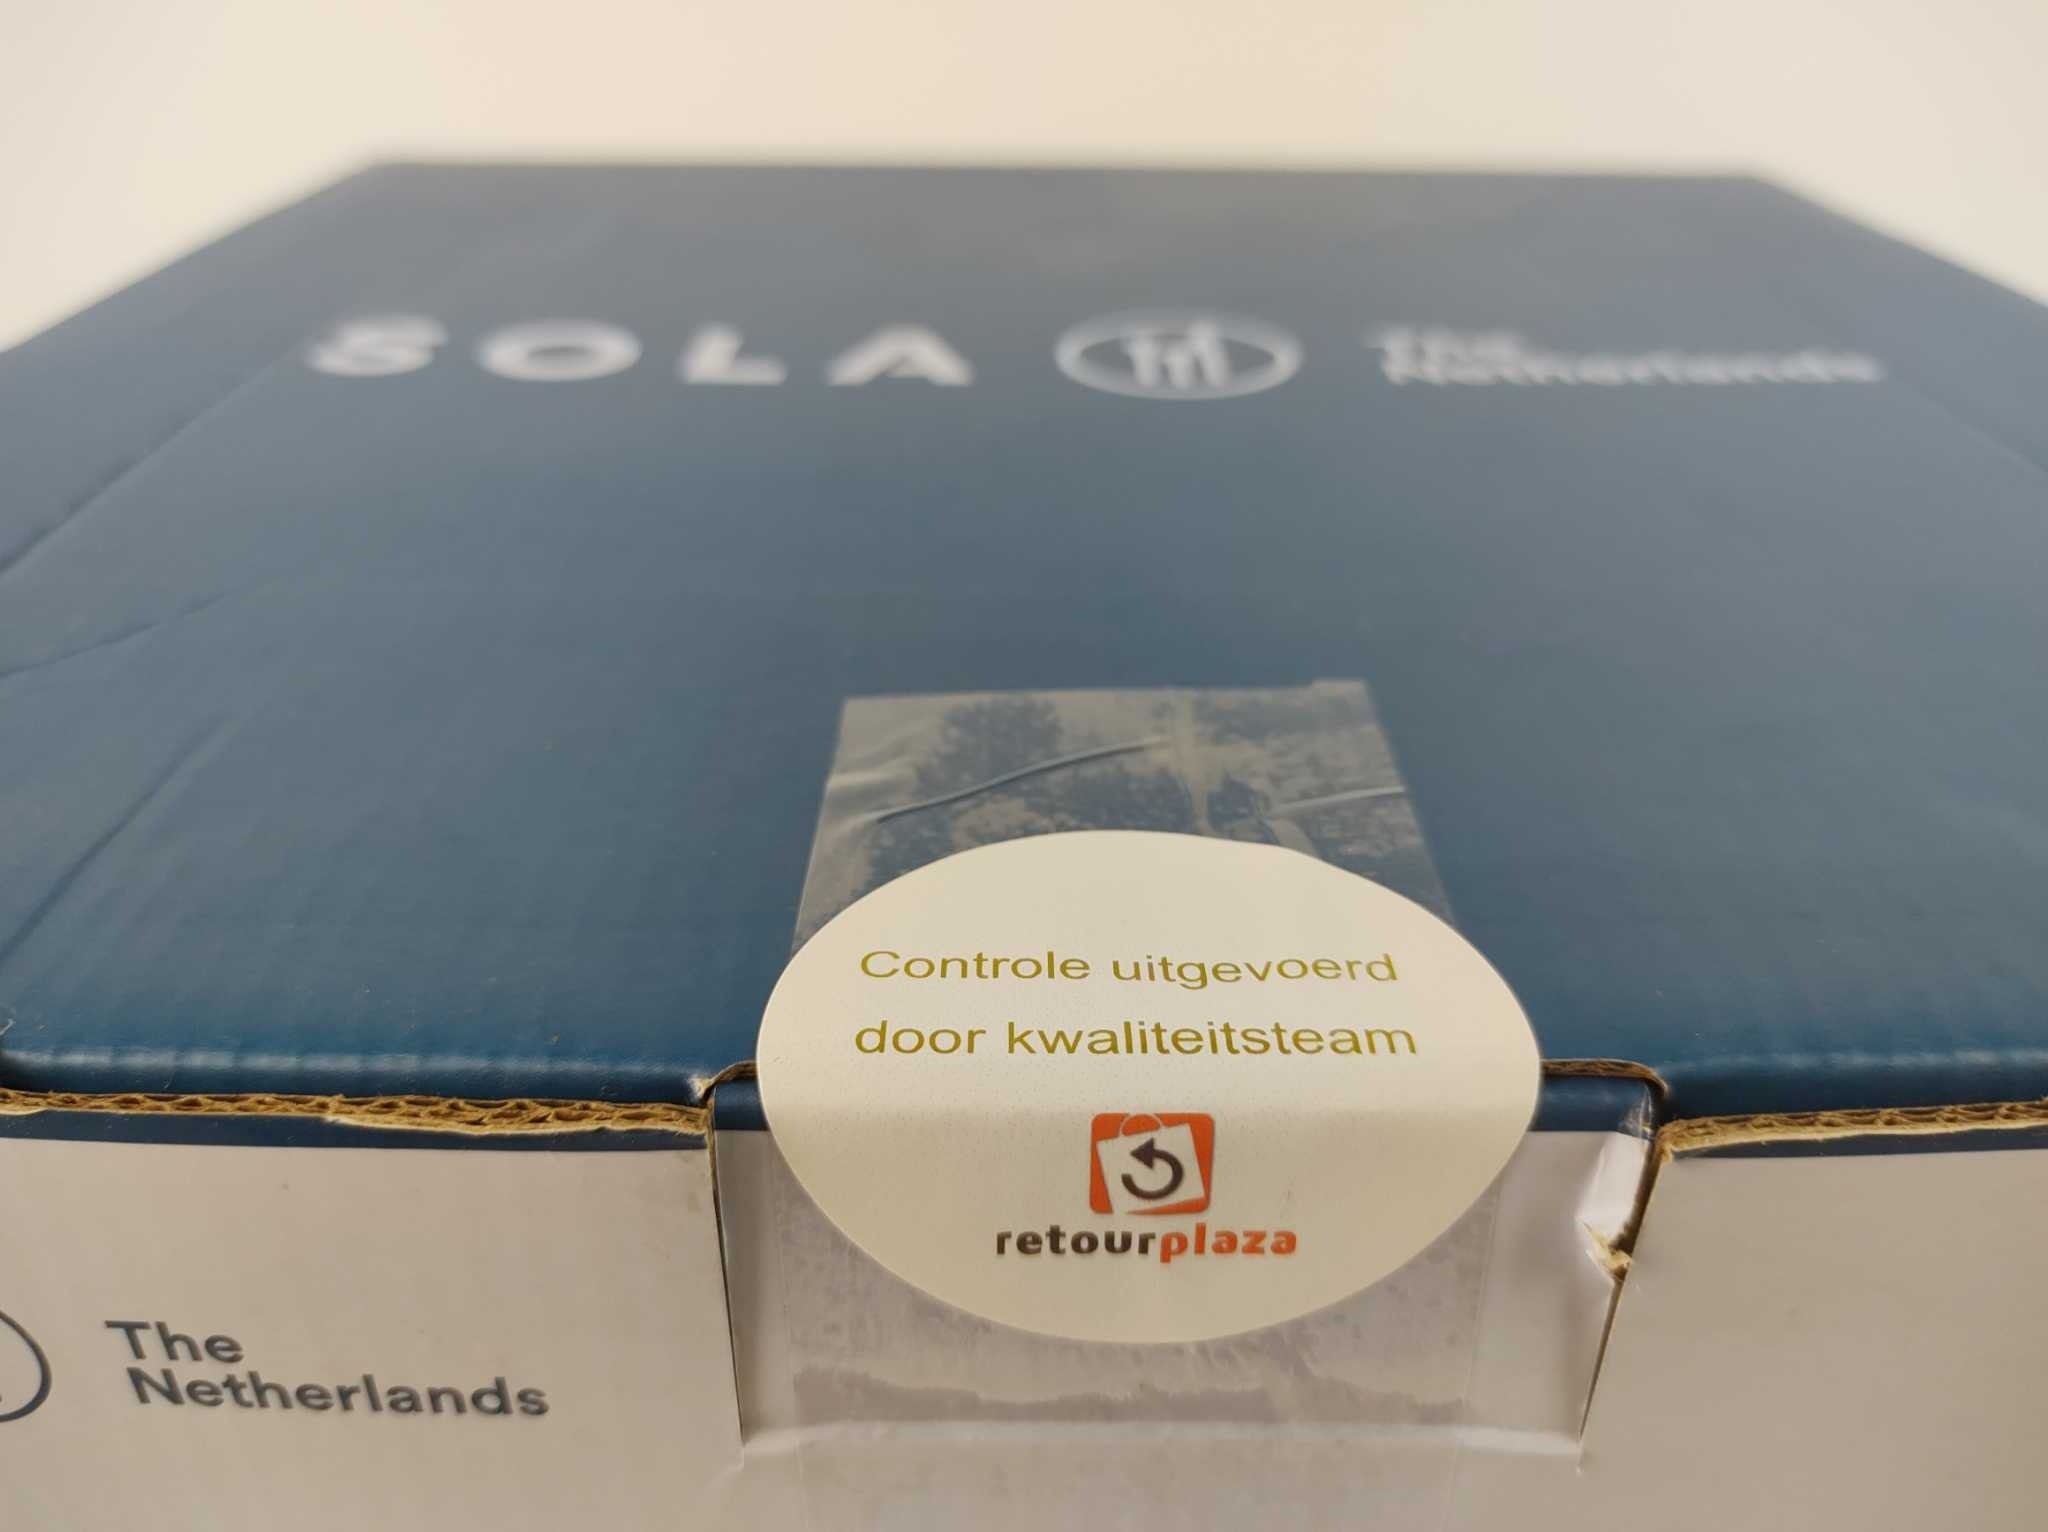 SOLA
The
Netherlands
Controle uitgevoerd
door kwaliteitsteam
retourplaza
The
Netherlands